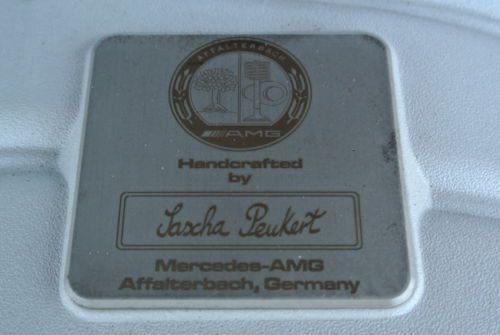 AFFALTERBACH
AMG
Handcrafted
by
Sascha Peukert
Mercedes-AMG
Affalterbach, Germany